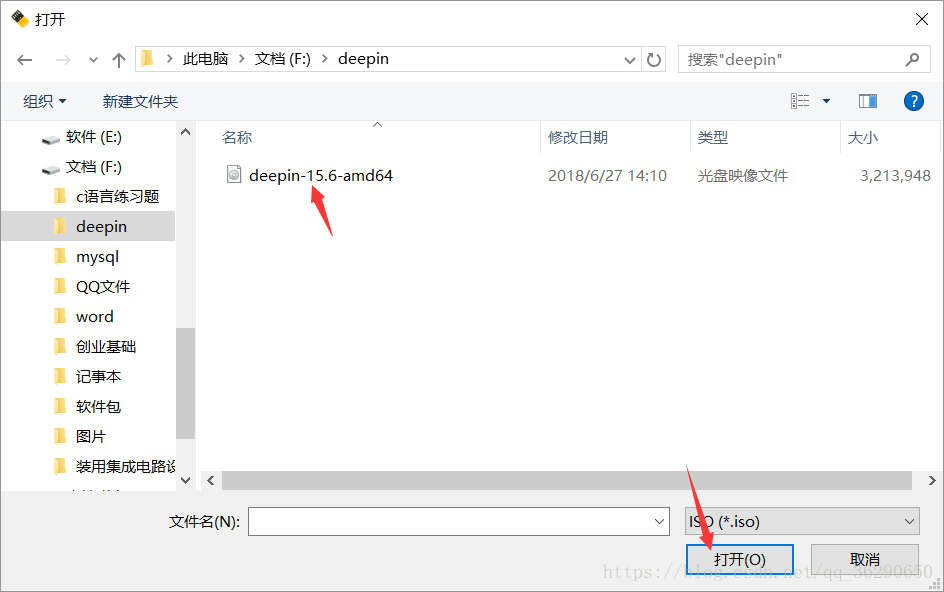 打开
此电脑 > 文档 (F:) > deepin
搜索"deepin"
组织
新建文件夹
软件 (E:)
文档 (F:)
c语言练习题
deepin
mysql
QQ文件
word
创业基础
记事本
软件包
图片
装用集成电路设
名称 修改日期 类型 大小
deepin-15.6-amd64 2018/6/27 14:10 光盘映像文件 3,213,948
文件名(N):
ISO (*.iso)
打开(O) 取消
https://blog.csdn.net/qq_36290650